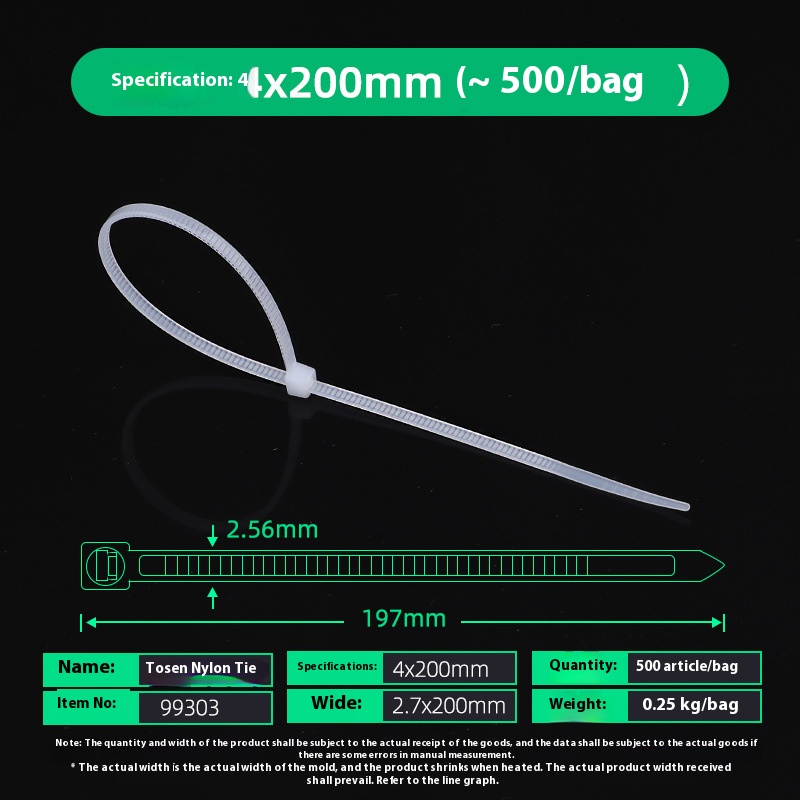 Specification: 4 4x200mm (~ 500/bag )
2.56mm
197mm
Name: Tosen Nylon Tie
Specifications: 4x200mm
Quantity: 500 article/bag
Item No: 99303
Wide: 2.7x200mm
Weight: 0.25 kg/bag
Note: The quantity and width of the product shall be subject to the actual receipt of the goods, and the data shall be subject to the actual goods if
there are some errors in manual measurement.
* The actual width is the actual width of the mold, and the product shrinks when heated. The actual product width received
shall prevail. Refer to the line graph.